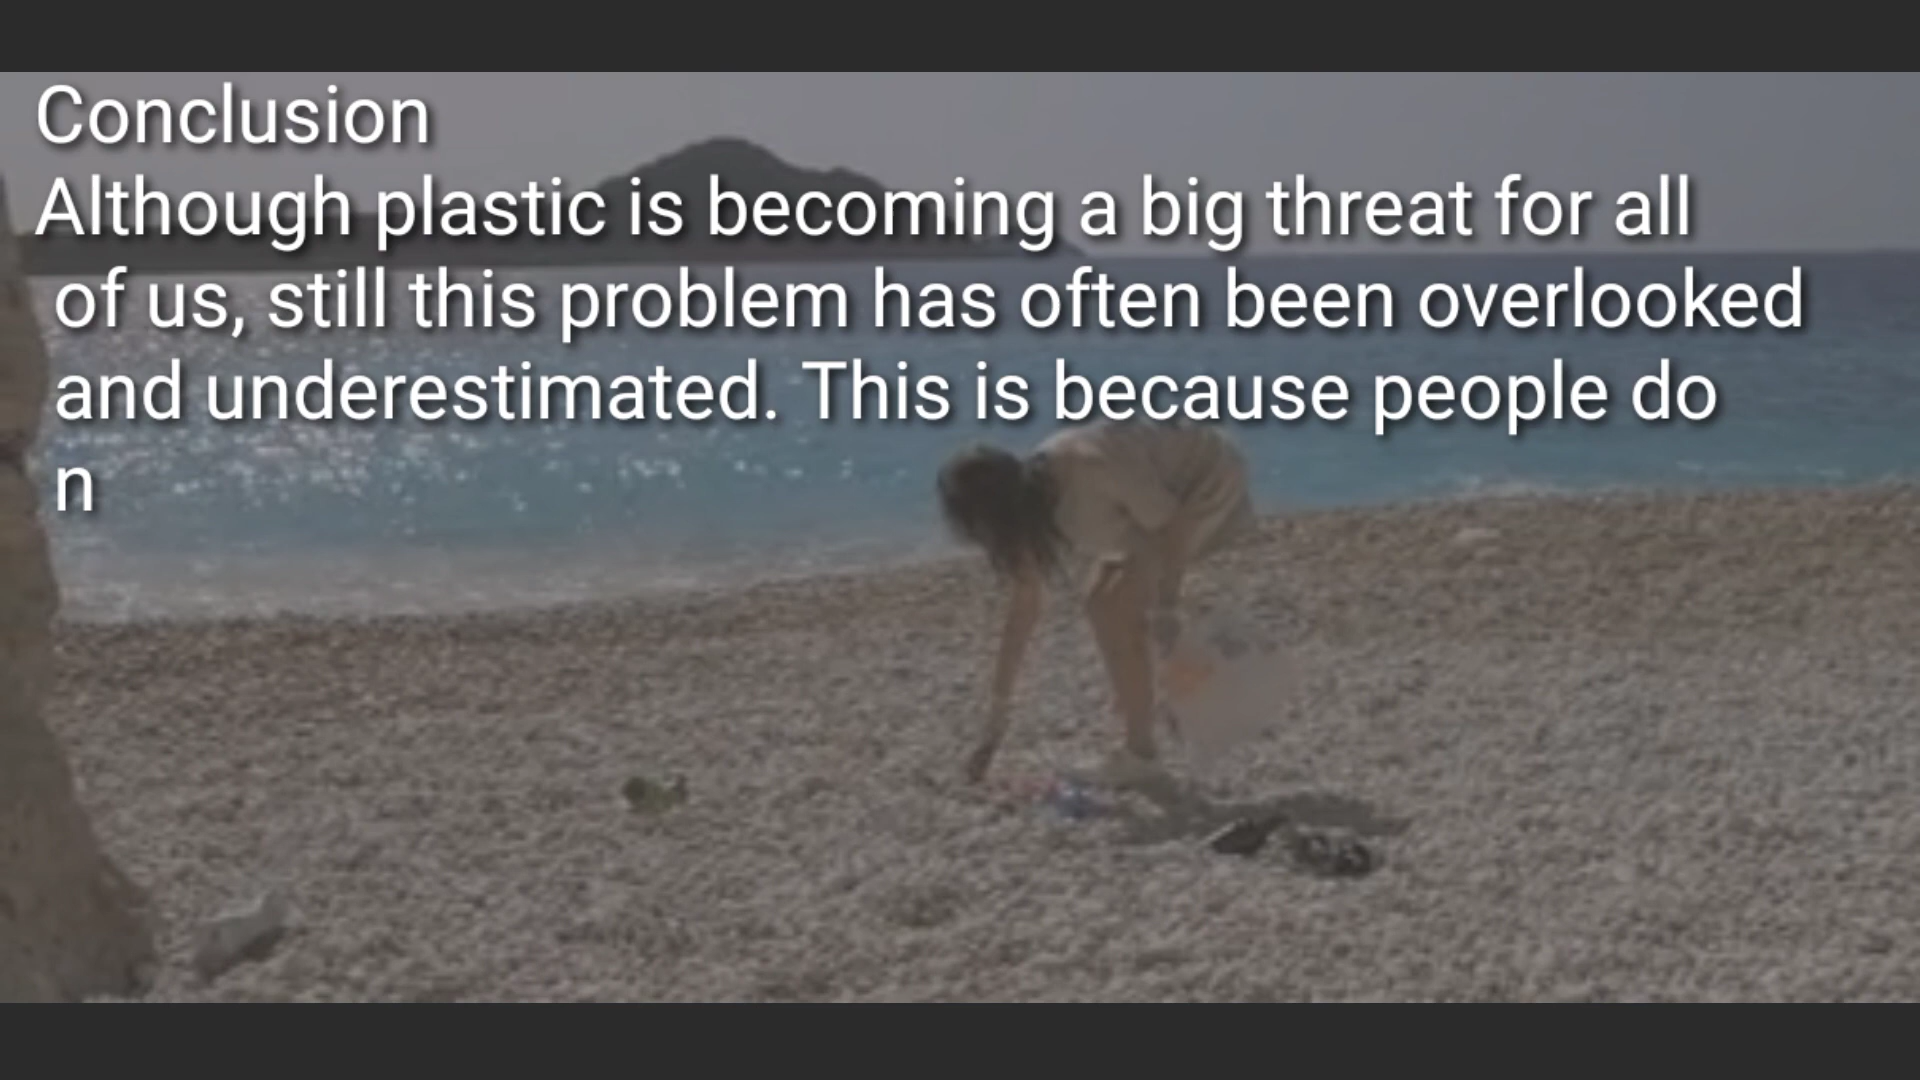 Conclusion
Although plastic is becoming a big threat for all
of us, still this problem has often been overlooked
and underestimated. This is because people do
n